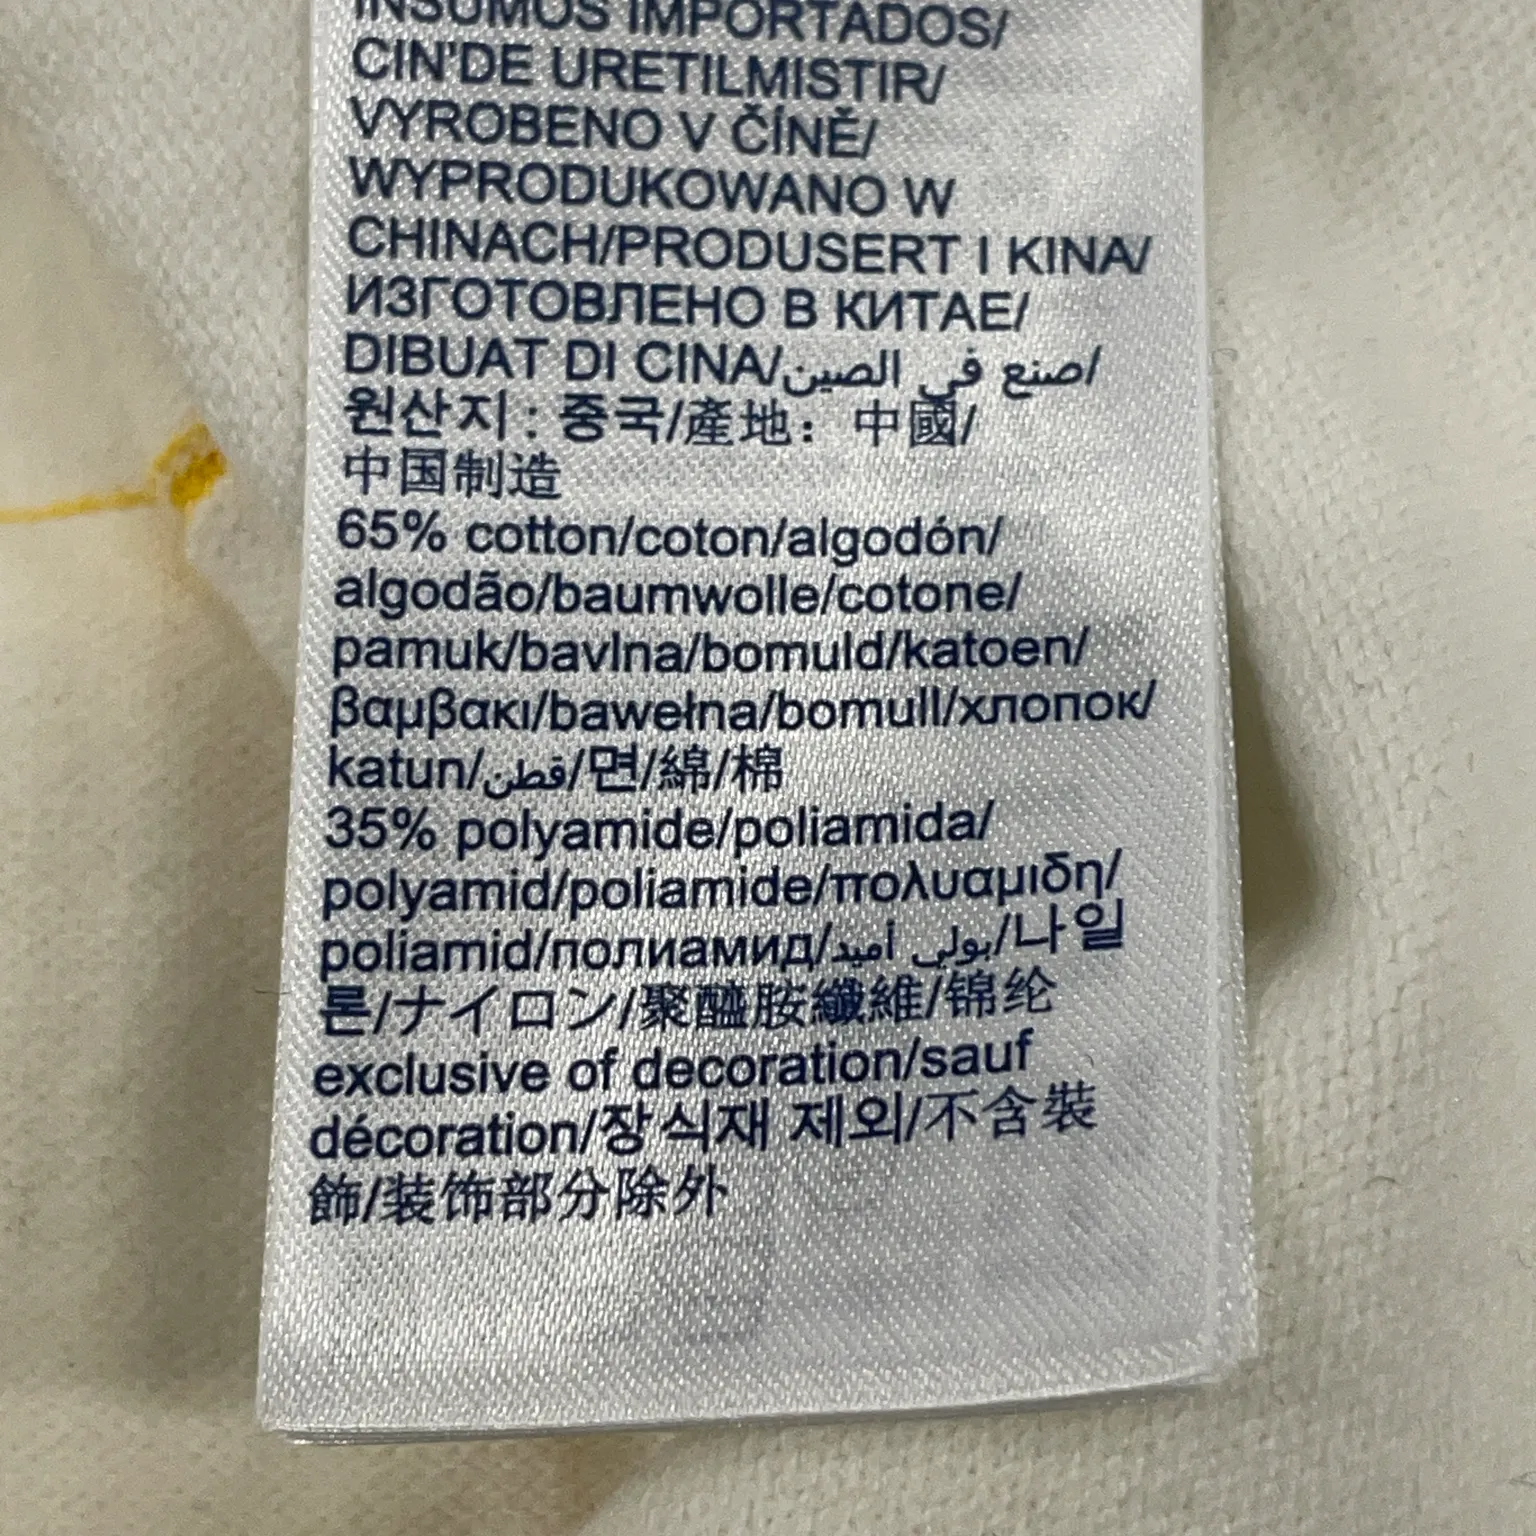 INSUMOS IMPORTADOS/
CIN'DE URETILMISTIR/
VYROBENO V ČÍNĚ/
WYPRODUKOWANO W
CHINACH/PRODUSERT I KINA/
ИЗГОТОВЛЕНО В КИТАЕ/
DIBUAT DI CINA/صنع في الصين/
원산지 : 중국/產地： 中國/
中国制造
65% cotton/coton/algodón/
algodão/baumwolle/cotone/
pamuk/bavlna/bomuld/katoen/
βαμβακι/bawełna/bomull/хлопок/
katun/قطن/면/綿/棉
35% polyamide/poliamida/
polyamid/poliamide/πολυαμιδη/
poliamid/полиамид/بولي أميد/나일
론/ナイロン/聚醯胺纖維/锦纶
exclusive of decoration/sauf
décoration/장식재 제외/不含裝
飾/装饰部分除外